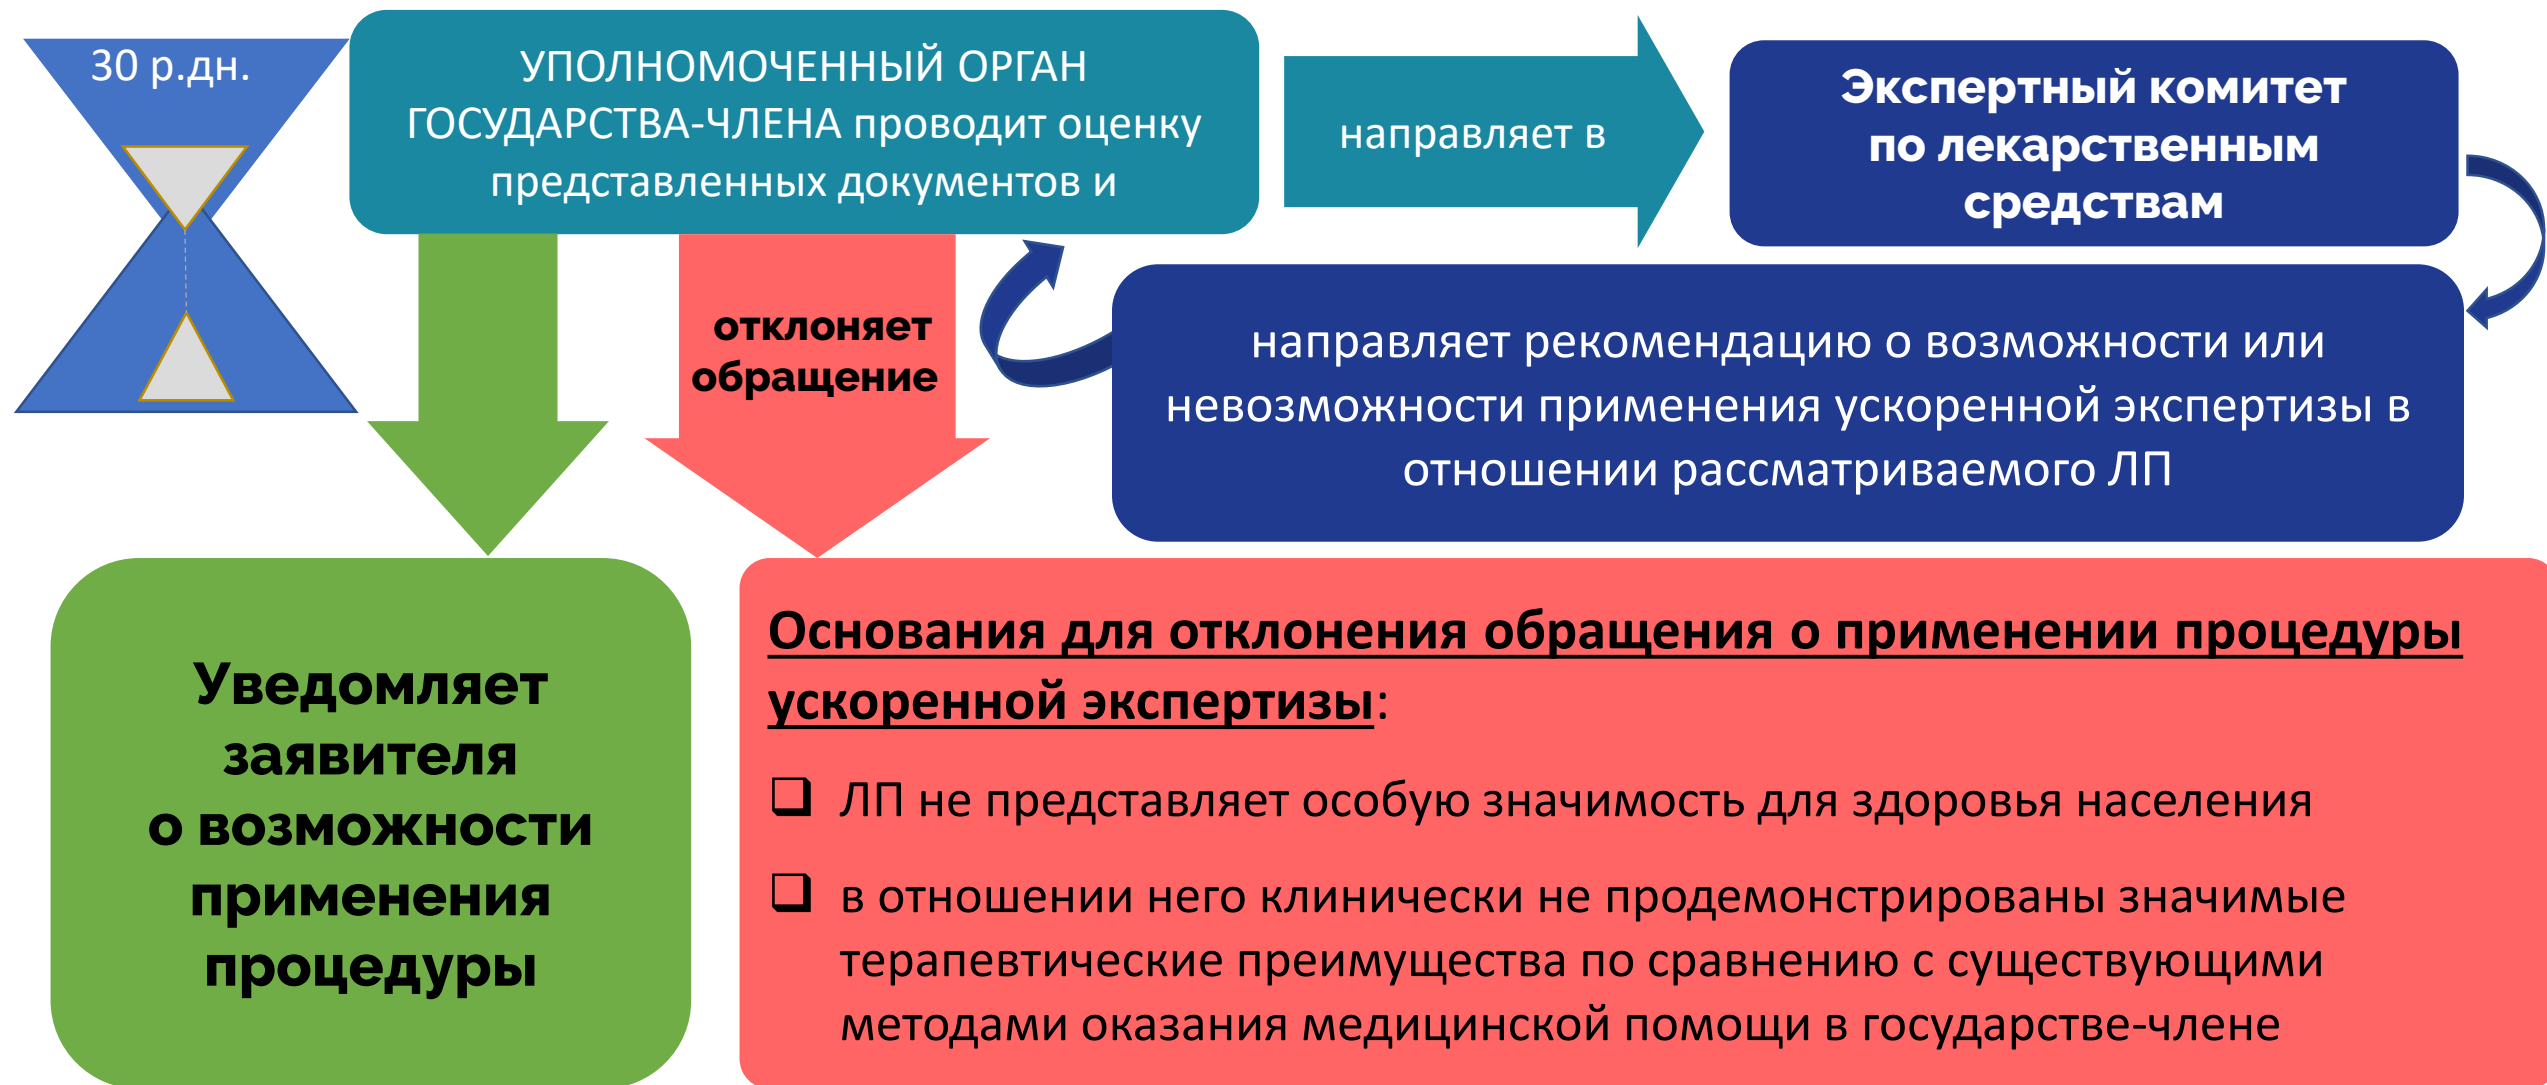 30 р.дн.
УПОЛНОМОЧЕННЫЙ ОРГАН
ГОСУДАРСТВА-ЧЛЕНА проводит оценку
представленных документов и
направляет в
Экспертный комитет
по лекарственным
средствам
отклоняет
обращение
направляет рекомендацию о возможности или
невозможности применения ускоренной экспертизы в
отношении рассматриваемого ЛП
Уведомляет
заявителя
о возможности
применения
процедуры
Основания для отклонения обращения о применении процедуры
ускоренной экспертизы:
❑ ЛП не представляет особую значимость для здоровья населения
❑ в отношении него клинически не продемонстрированы значимые
терапевтические преимущества по сравнению с существующими
методами оказания медицинской помощи в государстве-члене